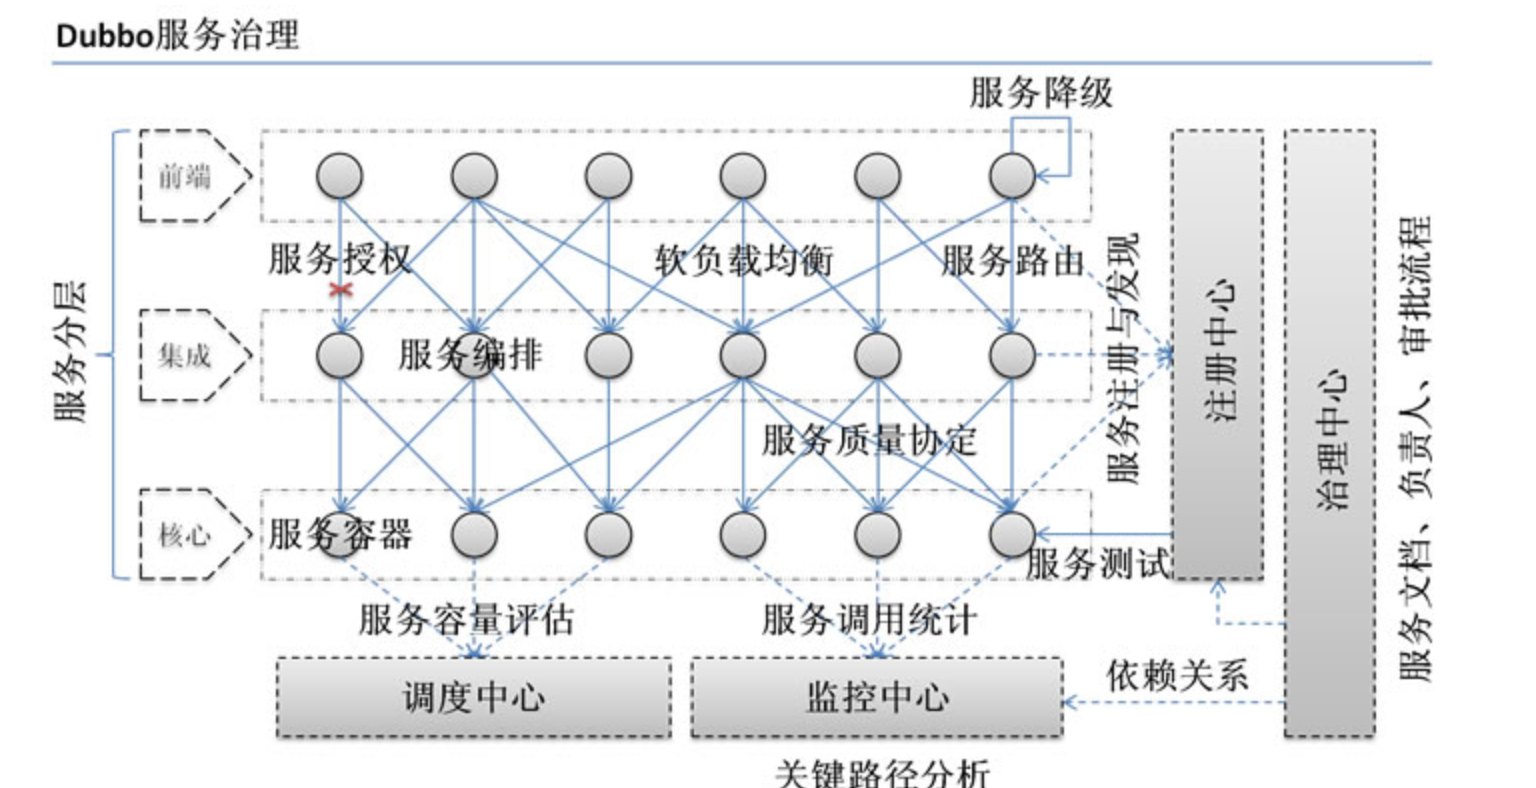 Dubbo服务治理
服务降级
前端
服务授权
软负载均衡
服务路由
服务分层
集成
服务编排
服务注册与发现
注册中心
治理中心
服务文档、负责人、审批流程
服务质量协定
核心
服务容器
服务测试
服务容量评估
服务调用统计
依赖关系
调度中心
监控中心
关键路径分析